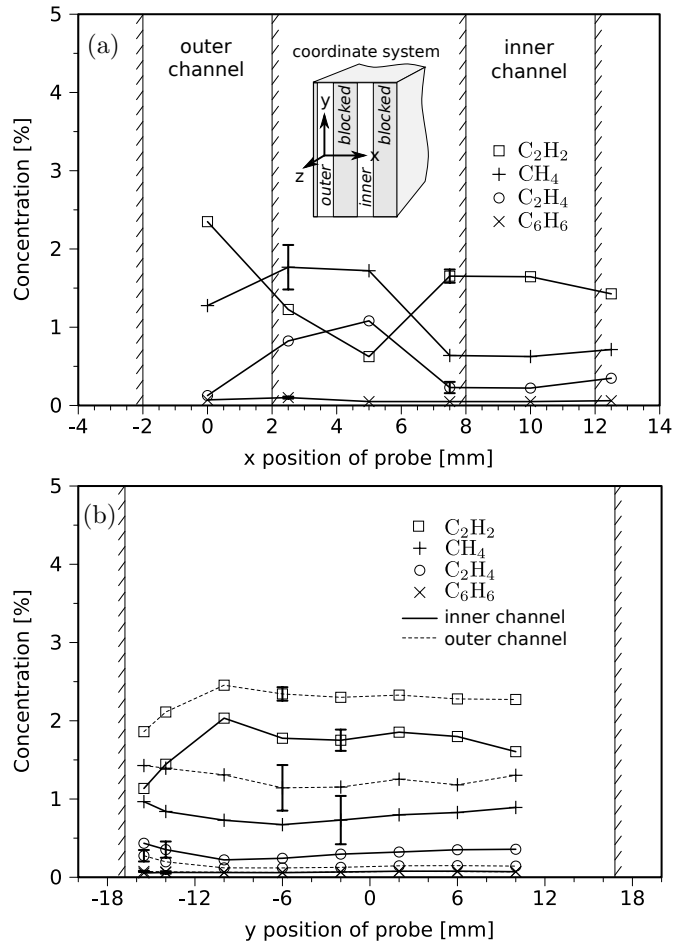 (a)
outer
channel
coordinate system
inner
channel
y
x
z
outer
blocked
inner
blocked
C₂H₂
CH₄
C₂H₄
C₆H₆
Concentration [%]
5
4
3
2
1
0
-4 -2 0 2 4 6 8 10 12 14
x position of probe [mm]
(b)
C₂H₂
CH₄
C₂H₄
C₆H₆
inner channel
outer channel
Concentration [%]
5
4
3
2
1
0
-18 -12 -6 0 6 12 18
y position of probe [mm]